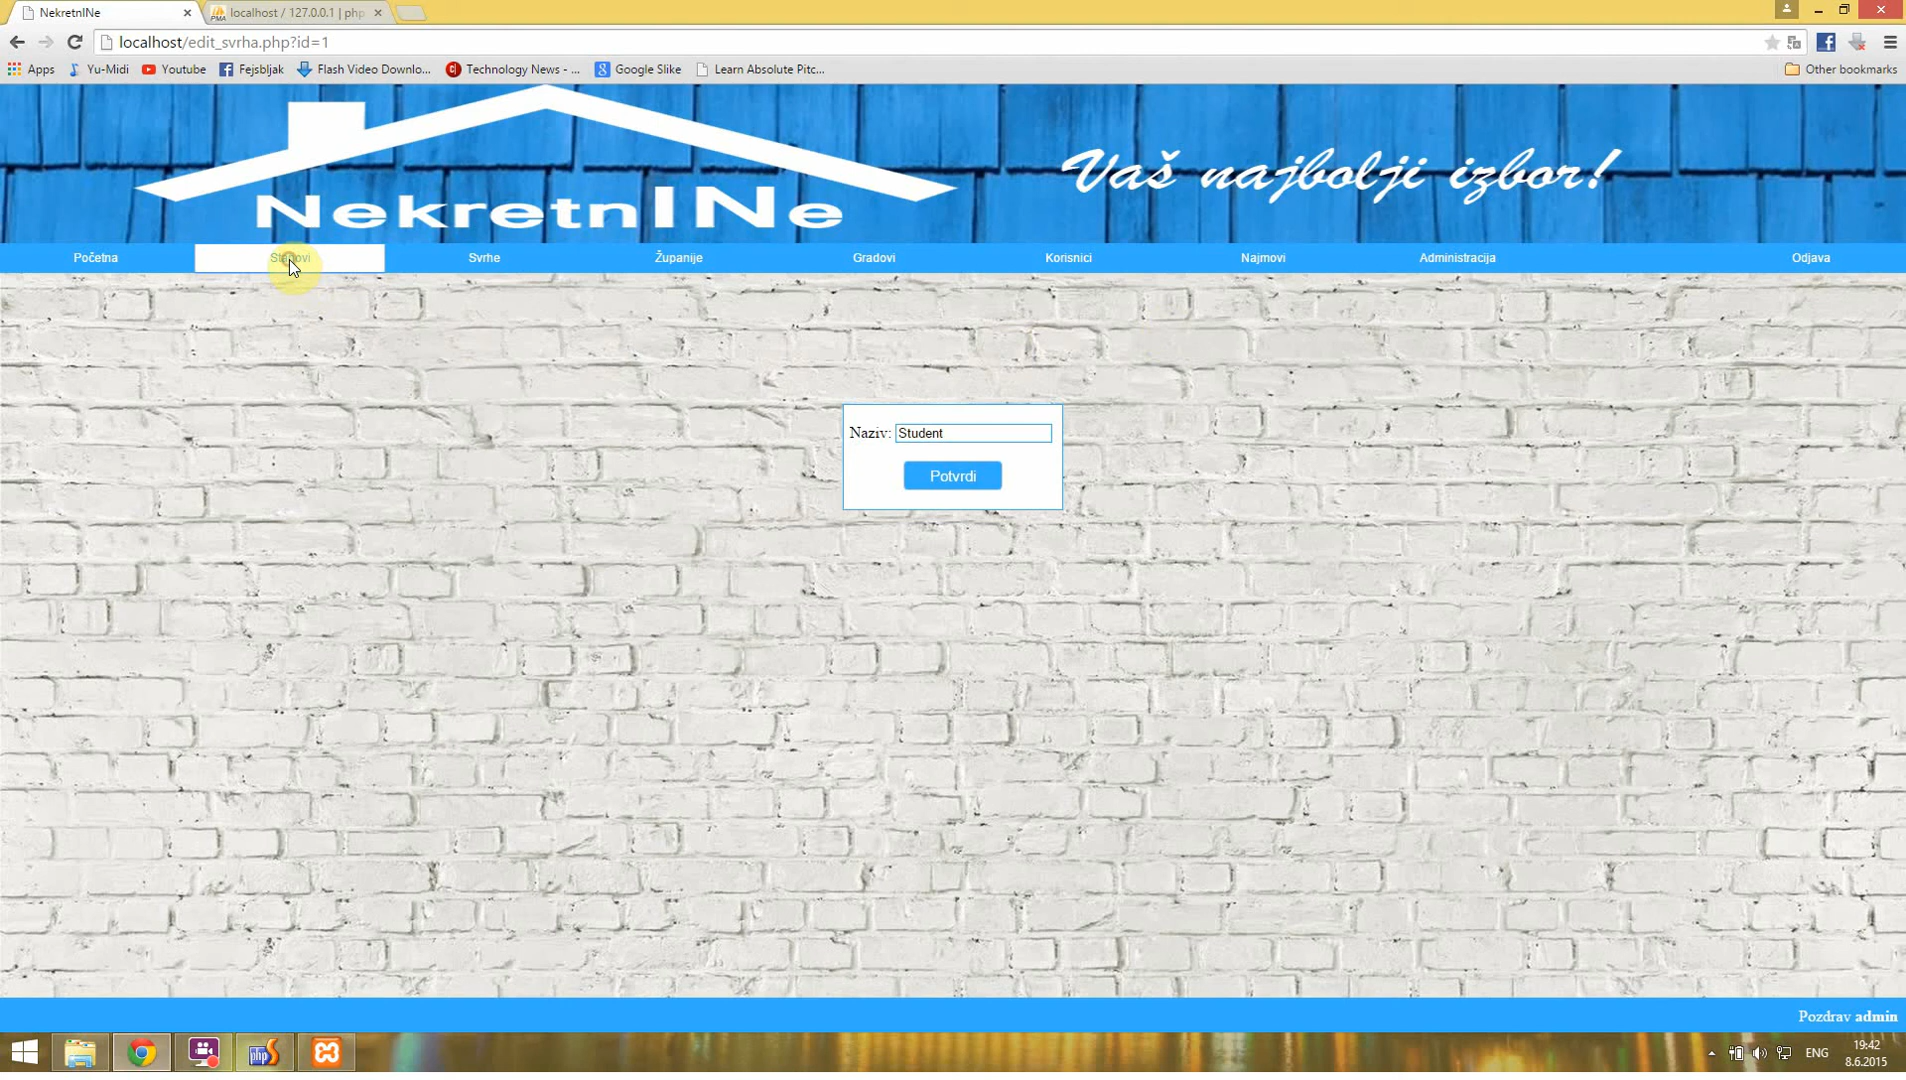 NekretnINe
localhost / 127.0.0.1 | php
localhost/edit_svrha.php?id=1
Apps
Yu-Midi
Youtube
Fejsbljak
Flash Video Downlo...
Technology News - ...
Google Slike
Learn Absolute Pitc...
Other bookmarks
NekretnINe
Vaš najbolji izbor!
Početna
Stanovi
Svrhe
Županije
Gradovi
Korisnici
Najmovi
Administracija
Odjava
Naziv: Student
Potvrdi
Pozdrav admin
ENG
19:42
8.6.2015